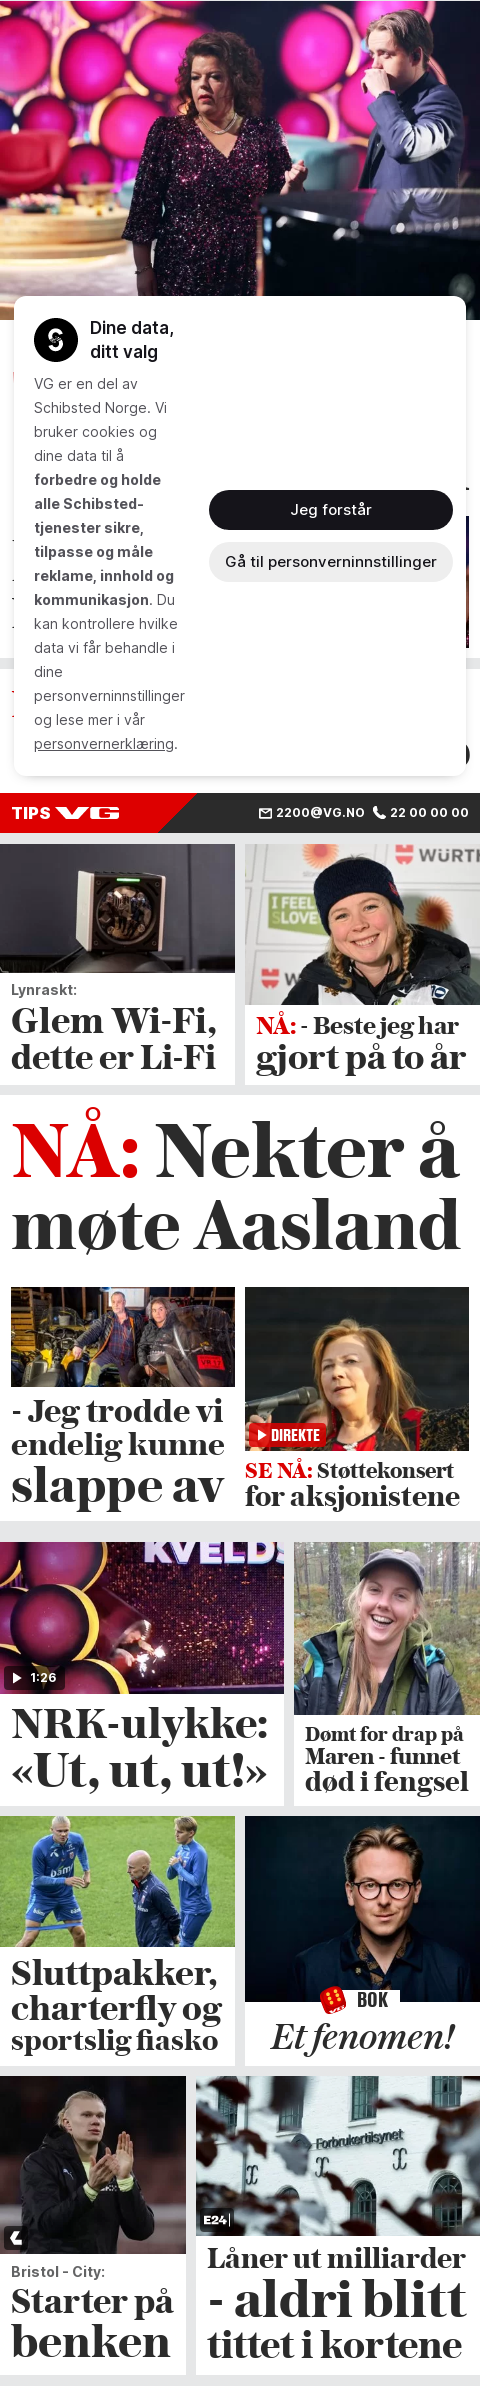 Dine data,
ditt valg
VG er en del av
Schibsted Norge. Vi
bruker cookies og
dine data til å
forbedre og holde
alle Schibsted-
tjenester sikre,
tilpasse og måle
reklame, innhold og
kommunikasjon. Du
kan kontrollere hvilke
data vi får behandle i
dine
personverninnstillinger
og lese mer i vår
personvernerklæring.
Jeg forstår
Gå til personverninnstillinger
TIPS VG
2200@VG.NO 22 00 00 00
I FEEL
SLOVE
WÜRTH
W
Lynraskt:
Glem Wi-Fi,
dette er Li-Fi
NÅ: - Beste jeg har
gjort på to år
NÅ: Nekter å
møte Aasland
- Jeg trodde vi
endelig kunne
slappe av
DIREKTE
SE NÅ: Støttekonsert
for aksjonistene
KVELDS
1:26
NRK-ulykke:
«Ut, ut, ut!»
Dømt for drap på
Maren - funnet
død i fengsel
Sluttpakker,
charterfly og
sportslig fiasko
VG
BOK
Et fenomen!
Bristol - City:
Starter på
benken
Forbrukertilsynet
E24
Låner ut milliarder
- aldri blitt
tittet i kortene